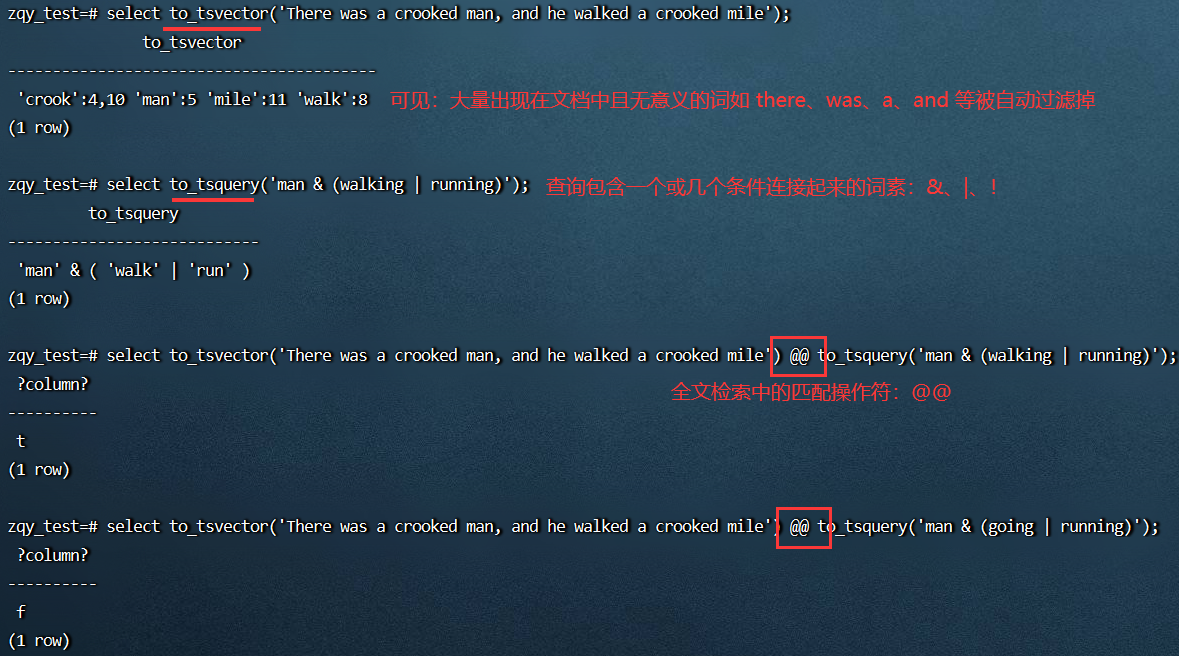 zqy_test=# select to_tsvector('There was a crooked man, and he walked a crooked mile');
to_tsvector
----------------------------------------
'crook':4,10 'man':5 'mile':11 'walk':8 可见：大量出现在文档中且无意义的词如 there、was、a、and 等被自动过滤掉
(1 row)
zqy_test=# select to_tsquery('man & (walking | running)'); 查询包含一个或几个条件连接起来的词素：&、|、!
to_tsquery
----------------------------
'man' & ( 'walk' | 'run' )
(1 row)
zqy_test=# select to_tsvector('There was a crooked man, and he walked a crooked mile') @@ to_tsquery('man & (walking | running)');
?column?
全文检索中的匹配操作符：@@
----------
t
(1 row)
zqy_test=# select to_tsvector('There was a crooked man, and he walked a crooked mile') @@ to_tsquery('man & (going | running)');
?column?
----------
f
(1 row)